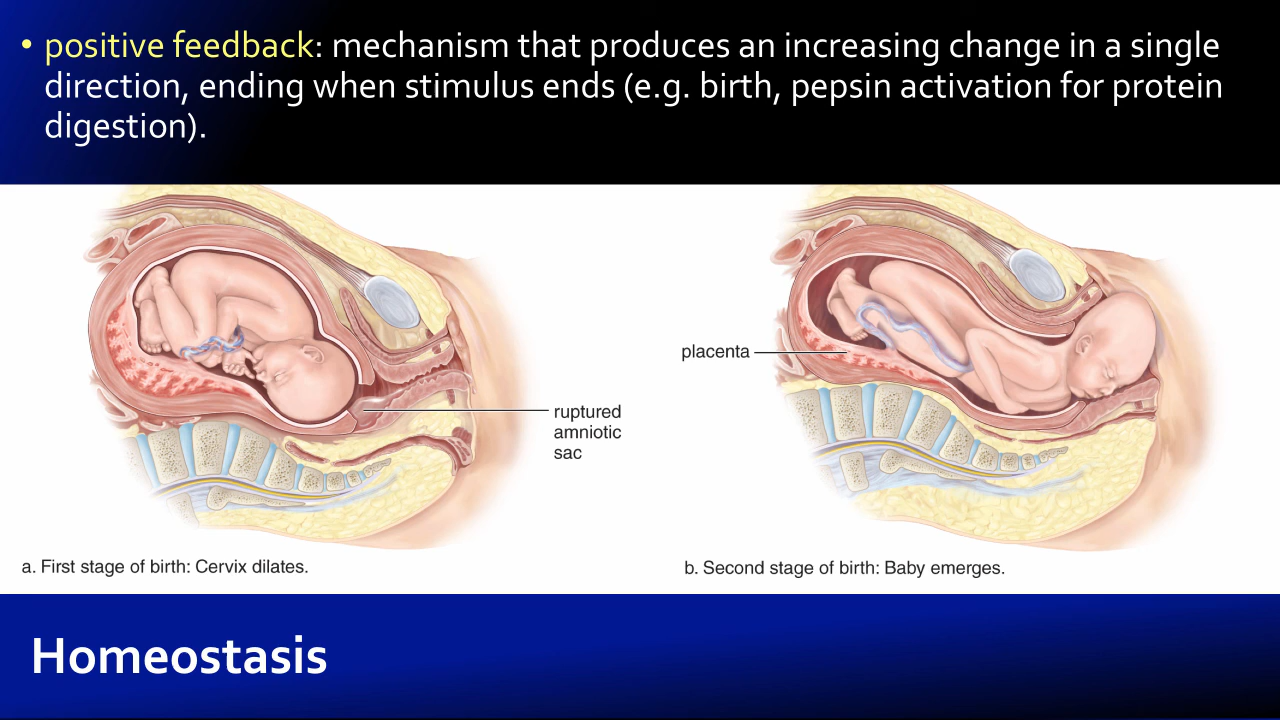 • positive feedback: mechanism that produces an increasing change in a single
direction, ending when stimulus ends (e.g. birth, pepsin activation for protein
digestion).
placenta
ruptured
amniotic
sac
a. First stage of birth: Cervix dilates.
b. Second stage of birth: Baby emerges.
Homeostasis